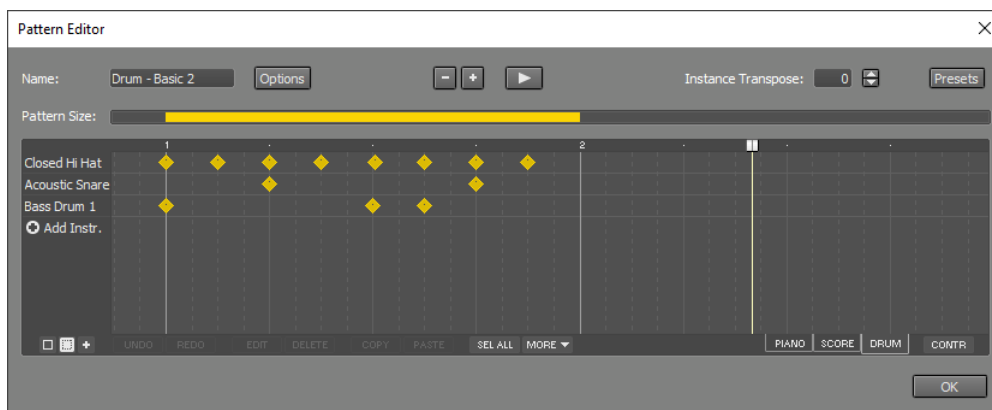 Pattern Editor
Name: Drum - Basic 2 Options - + Instance Transpose: 0 Presets
Pattern Size:
1 2
Closed Hi Hat
Acoustic Snare
Bass Drum 1
Add Instr.
UNDO REDO EDIT DELETE COPY PASTE SEL ALL MORE PIANO SCORE DRUM CONTR
OK